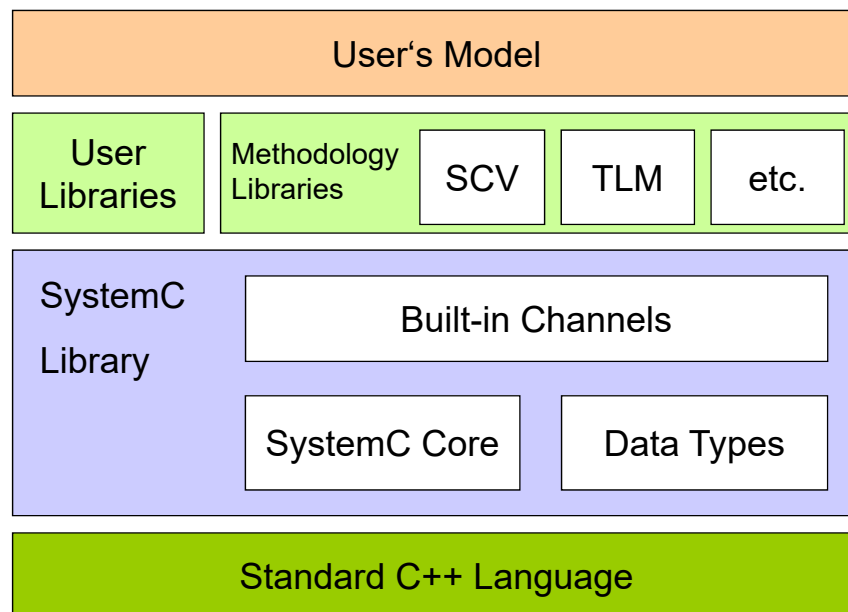 User‘s Model
User
Libraries
Methodology
Libraries
SCV
TLM
etc.
SystemC
Library
Built-in Channels
SystemC Core
Data Types
Standard C++ Language